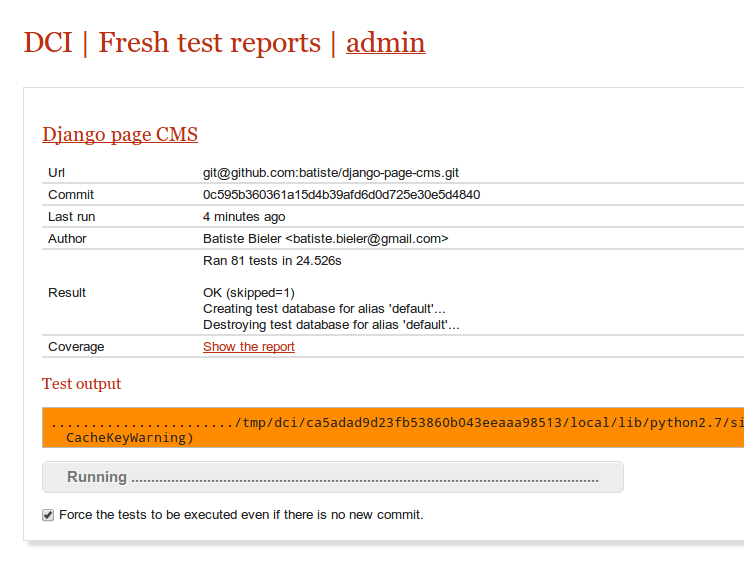 DCI | Fresh test reports | admin
Django page CMS
Url git@github.com:batiste/django-page-cms.git
Commit 0c595b360361a15d4b39afd6d0d725e30e5d4840
Last run 4 minutes ago
Author Batiste Bieler <batiste.bieler@gmail.com>
Ran 81 tests in 24.526s
Result OK (skipped=1)
Creating test database for alias 'default'...
Destroying test database for alias 'default'...
Coverage Show the report
Test output
......................./tmp/dci/ca5adad9d23fb53860b043eeaaa98513/local/lib/python2.7/si
CacheKeyWarning)
Running .....................................................................................................................
Force the tests to be executed even if there is no new commit.